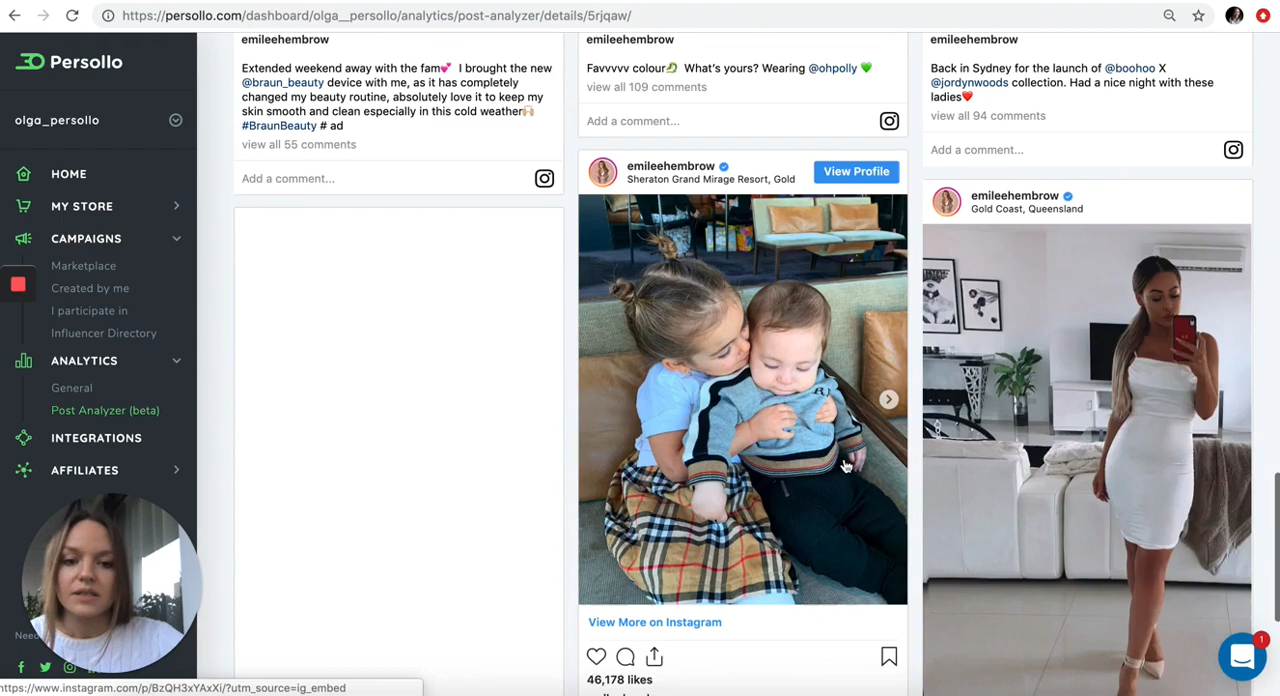 https://persollo.com/dashboard/olga__persollo/analytics/post-analyzer/details/5rjqaw/
Persollo
olga_persollo
HOME
MY STORE
CAMPAIGNS
Marketplace
Created by me
I participate in
Influencer Directory
ANALYTICS
General
Post Analyzer (beta)
INTEGRATIONS
AFFILIATES
Need
https://www.instagram.com/p/BzQH3xYAxXi/?utm_source=ig_embed
emileehembrow
Extended weekend away with the fam💕 I brought the new
@braun_beauty device with me, as it has completely
changed my beauty routine, absolutely love it to keep my
skin smooth and clean especially in this cold weather🙌🏼
#BraunBeauty # ad
view all 55 comments
Add a comment...
emileehembrow
Favvvvv colour🐉 What's yours? Wearing @ohpolly 💚
view all 109 comments
Add a comment...
emileehembrow
Sheraton Grand Mirage Resort, Gold
View Profile
View More on Instagram
46,178 likes
emileehembrow
Back in Sydney for the launch of @boohoo X
@jordynwoods collection. Had a nice night with these
ladies❤️
view all 94 comments
Add a comment...
emileehembrow
Gold Coast, Queensland
1